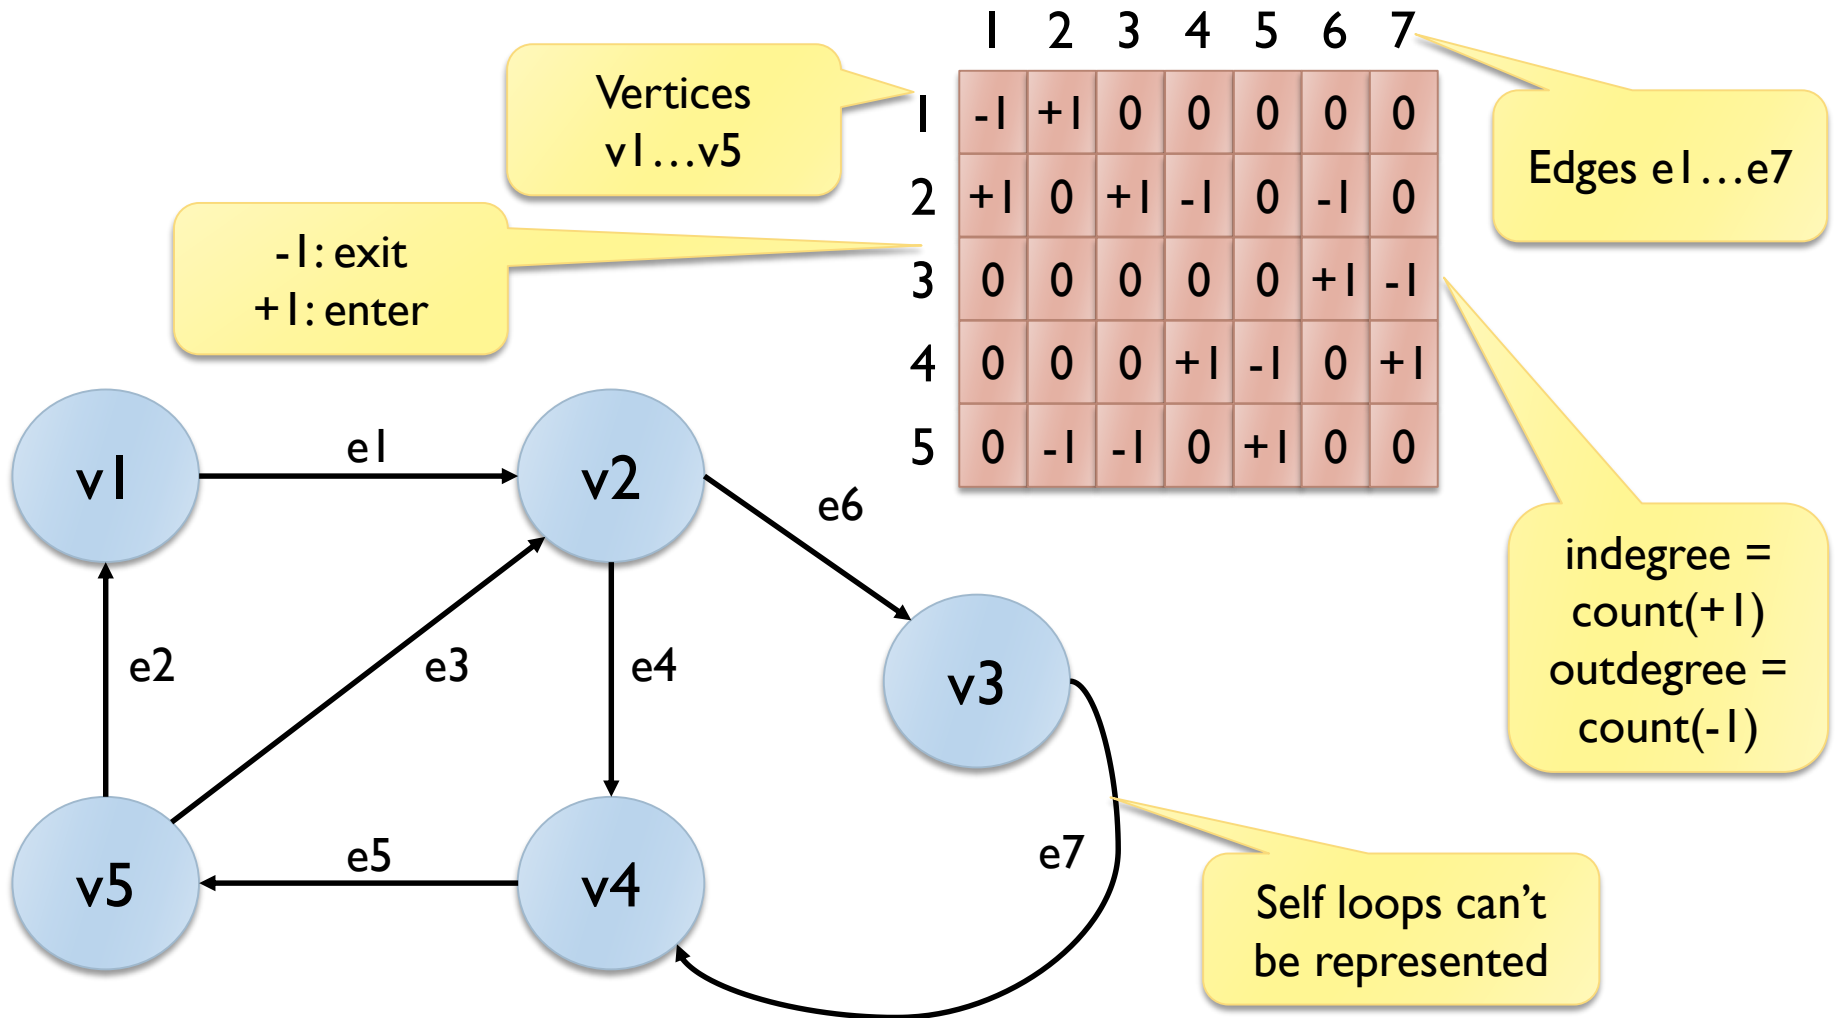 1 2 3 4 5 6 7
Vertices
v1...v5
1 -1 +1 0 0 0 0 0
2 +1 0 +1 -1 0 -1 0
3 0 0 0 0 0 +1 -1
4 0 0 0 +1 -1 0 +1
5 0 -1 -1 0 +1 0 0
Edges e1...e7
-1: exit
+1: enter
indegree =
count(+1)
outdegree =
count(-1)
v1
e1
v2
e6
e2
e3
e4
v3
v5
e5
v4
e7
Self loops can’t
be represented